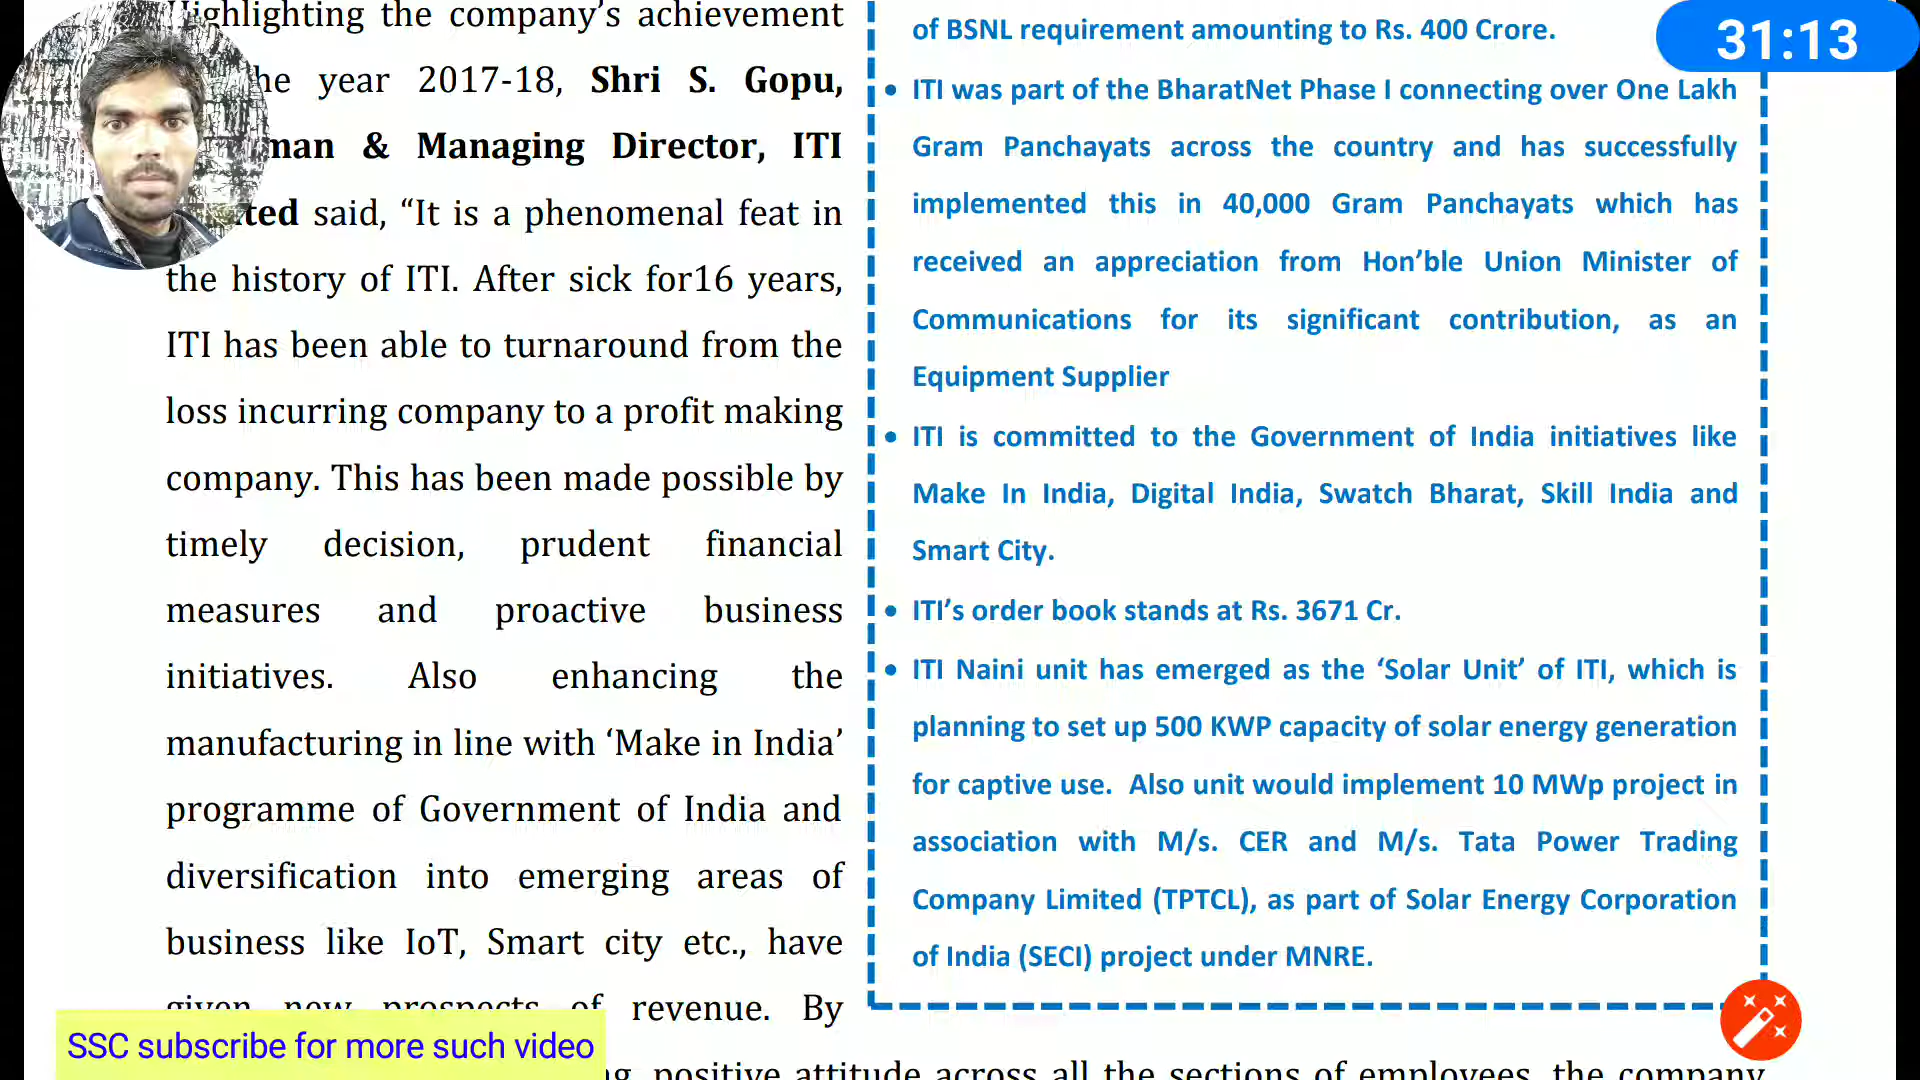 Highlighting the company’s achievement
he year 2017-18, Shri S. Gopu,
man & Managing Director, ITI
ted said, “It is a phenomenal feat in
the history of ITI. After sick for16 years,
ITI has been able to turnaround from the
loss incurring company to a profit making
company. This has been made possible by
timely decision, prudent financial
measures and proactive business
initiatives. Also enhancing the
manufacturing in line with ‘Make in India’
programme of Government of India and
diversification into emerging areas of
business like IoT, Smart city etc., have
given new prospects of revenue. By
positive attitude across all the sections of employees, the company
of BSNL requirement amounting to Rs. 400 Crore.
• ITI was part of the BharatNet Phase I connecting over One Lakh
Gram Panchayats across the country and has successfully
implemented this in 40,000 Gram Panchayats which has
received an appreciation from Hon’ble Union Minister of
Communications for its significant contribution, as an
Equipment Supplier
• ITI is committed to the Government of India initiatives like
Make In India, Digital India, Swatch Bharat, Skill India and
Smart City.
• ITI’s order book stands at Rs. 3671 Cr.
• ITI Naini unit has emerged as the ‘Solar Unit’ of ITI, which is
planning to set up 500 KWP capacity of solar energy generation
for captive use. Also unit would implement 10 MWp project in
association with M/s. CER and M/s. Tata Power Trading
Company Limited (TPTCL), as part of Solar Energy Corporation
of India (SECI) project under MNRE.
31:13
SSC subscribe for more such video